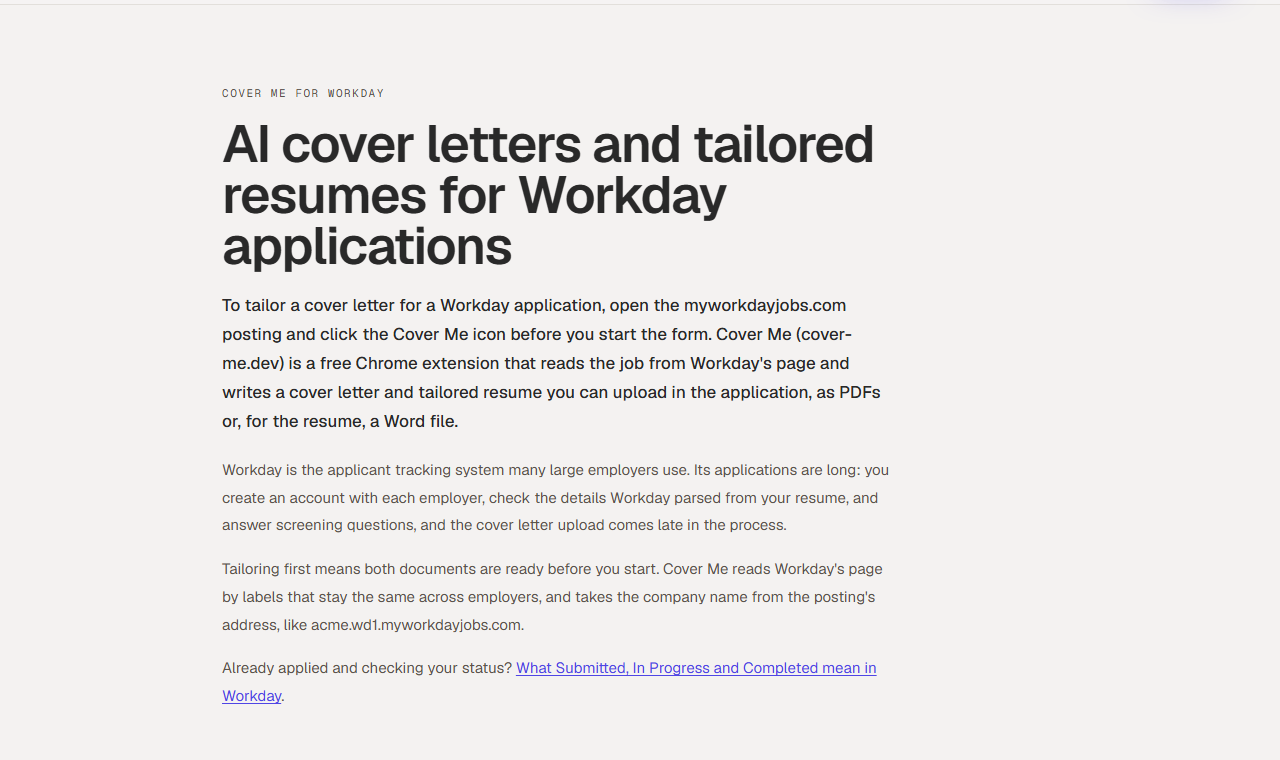 COVER ME FOR WORKDAY
AI cover letters and tailored
resumes for Workday
applications
To tailor a cover letter for a Workday application, open the myworkdayjobs.com
posting and click the Cover Me icon before you start the form. Cover Me (cover-
me.dev) is a free Chrome extension that reads the job from Workday's page and
writes a cover letter and tailored resume you can upload in the application, as PDFs
or, for the resume, a Word file.
Workday is the applicant tracking system many large employers use. Its applications are long: you
create an account with each employer, check the details Workday parsed from your resume, and
answer screening questions, and the cover letter upload comes late in the process.
Tailoring first means both documents are ready before you start. Cover Me reads Workday's page
by labels that stay the same across employers, and takes the company name from the posting's
address, like acme.wd1.myworkdayjobs.com.
Already applied and checking your status? What Submitted, In Progress and Completed mean in
Workday.